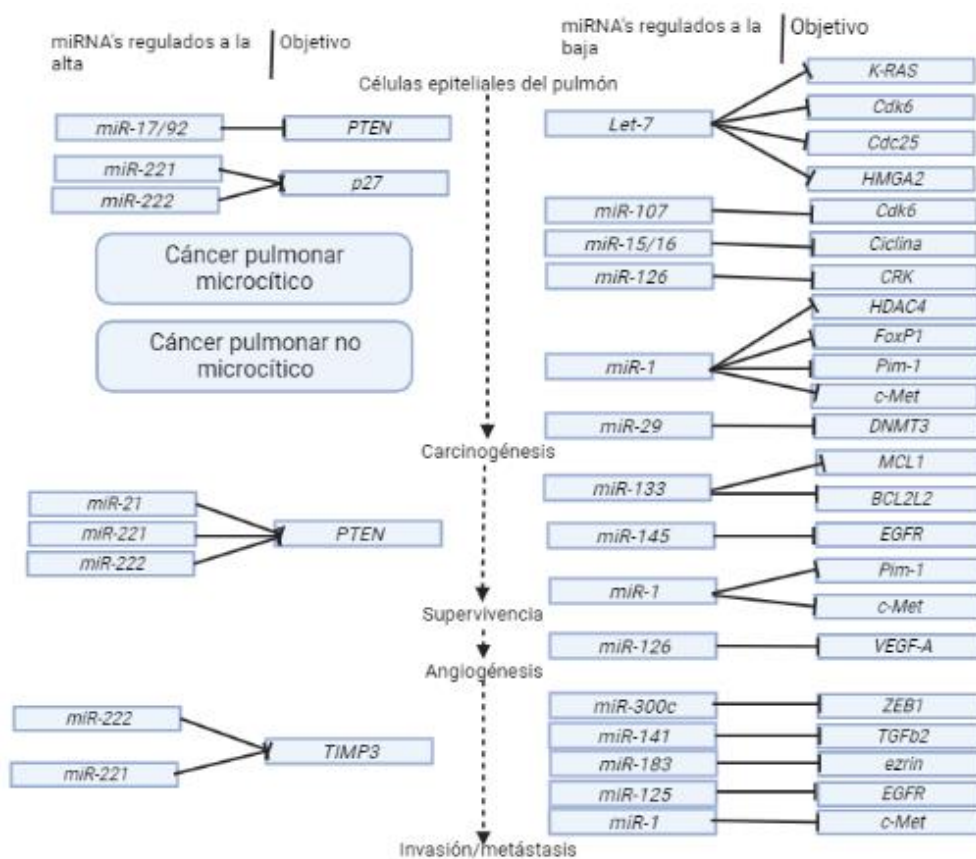 miRNA's regulados a la
alta
Objetivo
miRNA's regulados a la
baja
Objetivo
Células epiteliales del pulmón
miR-17/92
PTEN
miR-221
miR-222
p27
Cáncer pulmonar
microcítico
Cáncer pulmonar no
microcítico
Let-7
K-RAS
Cdk6
Cdc25
HMGA2
miR-107
Cdk6
miR-15/16
Ciclina
miR-126
CRK
miR-1
HDAC4
FoxP1
Pim-1
c-Met
miR-29
DNMT3
Carcinogénesis
miR-21
miR-221
miR-222
PTEN
miR-133
MCL1
BCL2L2
miR-145
EGFR
miR-1
Pim-1
c-Met
Supervivencia
miR-126
VEGF-A
Angiogénesis
miR-222
miR-221
TIMP3
miR-300c
ZEB1
miR-141
TGFb2
miR-183
ezrin
miR-125
EGFR
miR-1
c-Met
Invasión/metástasis